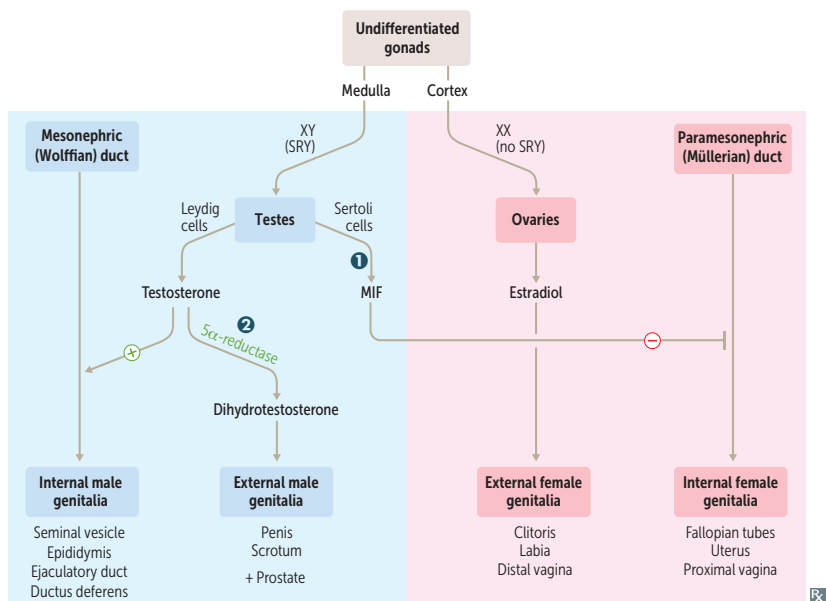 Undifferentiated
gonads
Medulla
Cortex
Mesonephric
(Wolffian) duct
XY
(SRY)
XX
(no SRY)
Paramesonephric
(Müllerian) duct
Leydig
cells
Testes
Sertoli
cells
Ovaries
1
Testosterone
MIF
Estradiol
2
5α-reductase
+
−
Dihydrotestosterone
Internal male
genitalia
External male
genitalia
External female
genitalia
Internal female
genitalia
Seminal vesicle
Epididymis
Ejaculatory duct
Ductus deferens
Penis
Scrotum
+ Prostate
Clitoris
Labia
Distal vagina
Fallopian tubes
Uterus
Proximal vagina
Rx